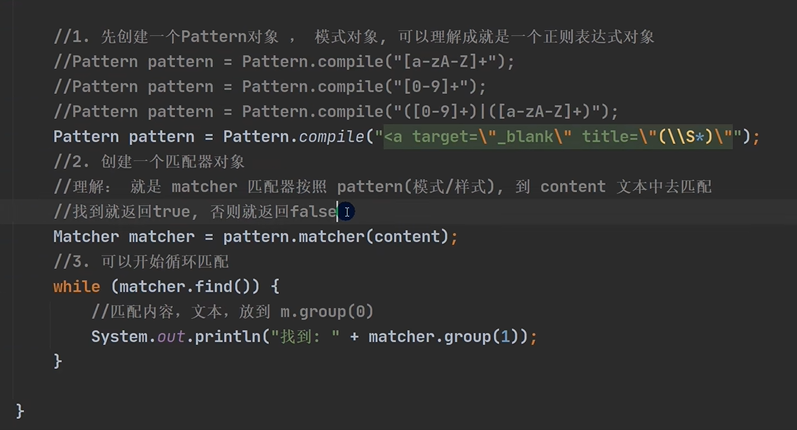 //1. 先创建一个Pattern对象 ， 模式对象, 可以理解成就是一个正则表达式对象
//Pattern pattern = Pattern.compile("[a-zA-Z]+");
//Pattern pattern = Pattern.compile("[0-9]+");
//Pattern pattern = Pattern.compile("([0-9]+)|([a-zA-Z]+)");
Pattern pattern = Pattern.compile("<a target=\"_blank\" title=\"(\\S*)\"");
//2. 创建一个匹配器对象
//理解： 就是 matcher 匹配器按照 pattern(模式/样式), 到 content 文本中去匹配
//找到就返回true, 否则就返回false
Matcher matcher = pattern.matcher(content);
//3. 可以开始循环匹配
while (matcher.find()) {
//匹配内容，文本，放到 m.group(0)
System.out.println("找到: " + matcher.group(1));
}
}